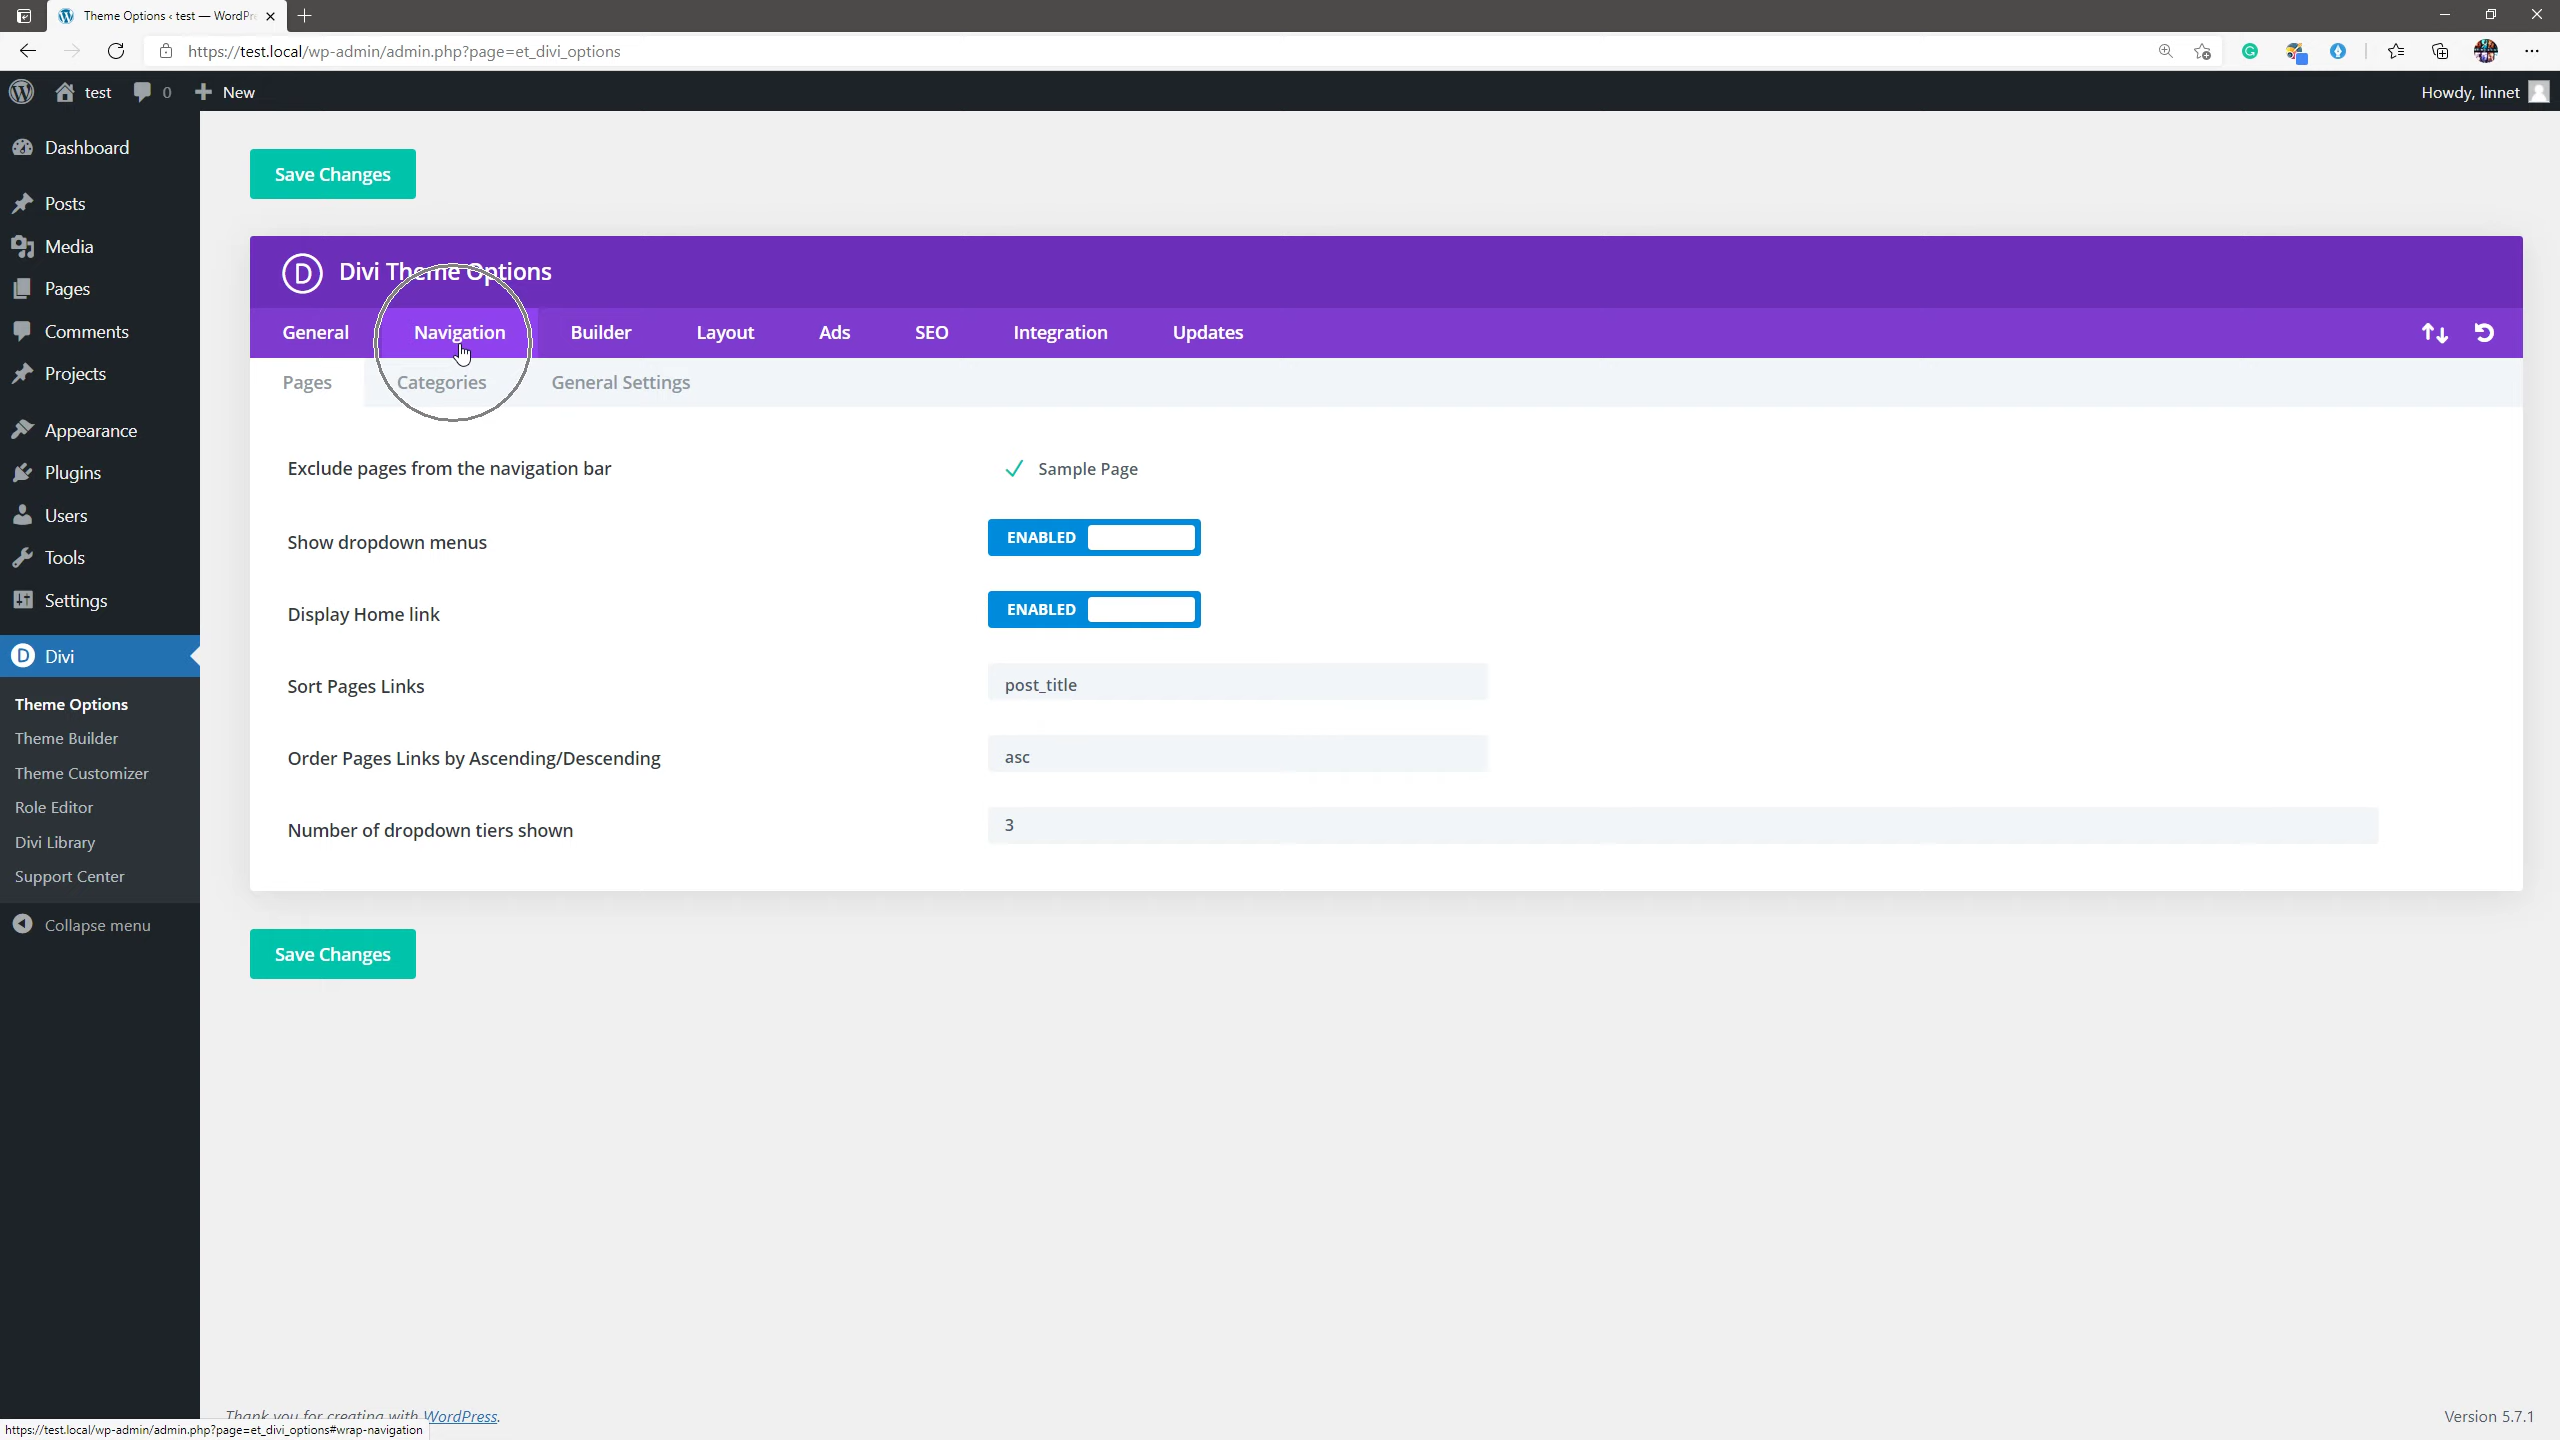 Theme Options ‹ test — WordPr
https://test.local/wp-admin/admin.php?page=et_divi_options
test
0
New
Howdy, linnet
Dashboard
Posts
Media
Pages
Comments
Projects
Appearance
Plugins
Users
Tools
Settings
D Divi
Theme Options
Theme Builder
Theme Customizer
Role Editor
Divi Library
Support Center
Collapse menu
Save Changes
D Divi Theme Options
General Navigation Builder Layout Ads SEO Integration Updates
Pages Categories General Settings
Exclude pages from the navigation bar Sample Page
Show dropdown menus ENABLED
Display Home link ENABLED
Sort Pages Links post_title
Order Pages Links by Ascending/Descending asc
Number of dropdown tiers shown 3
Save Changes
Thank you for creating with WordPress.
Version 5.7.1
https://test.local/wp-admin/admin.php?page=et_divi_options#wrap-navigation